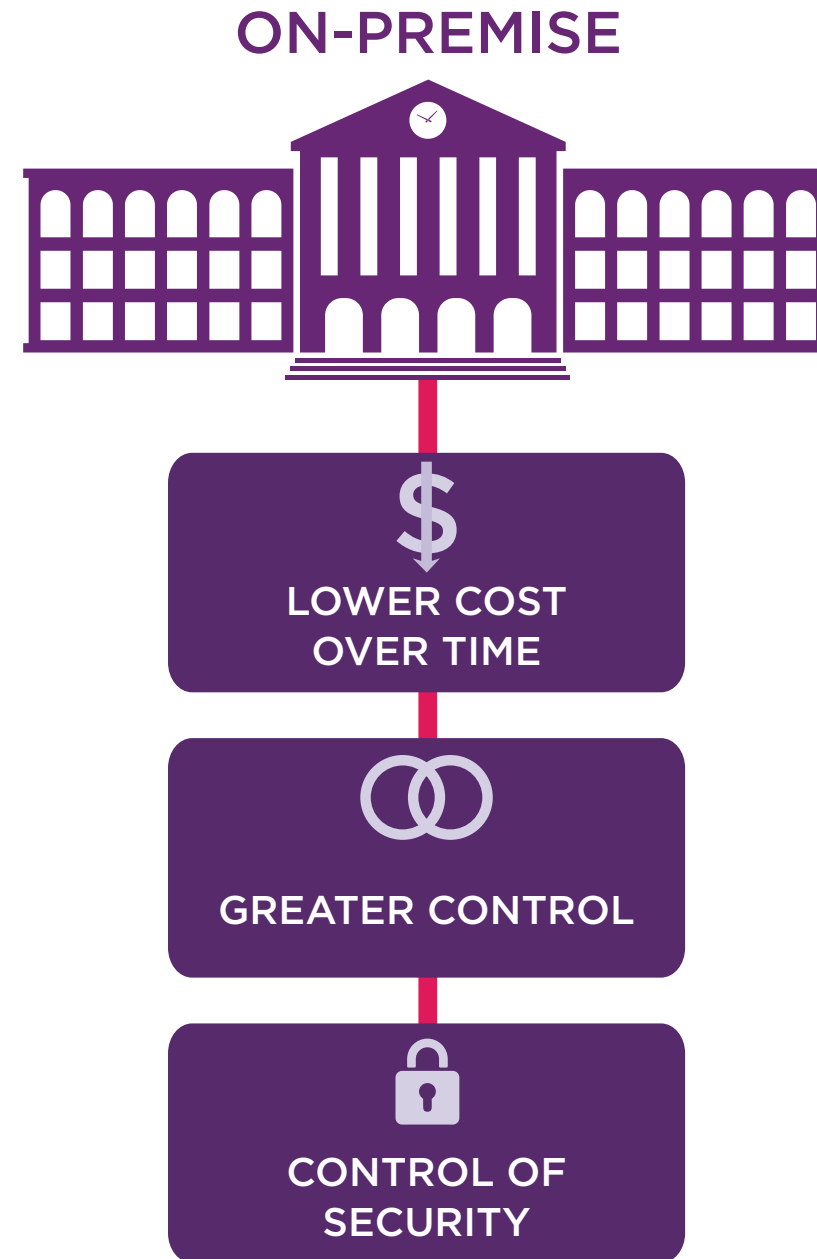 ON-PREMISE
$
LOWER COST
OVER TIME
GREATER CONTROL
CONTROL OF
SECURITY